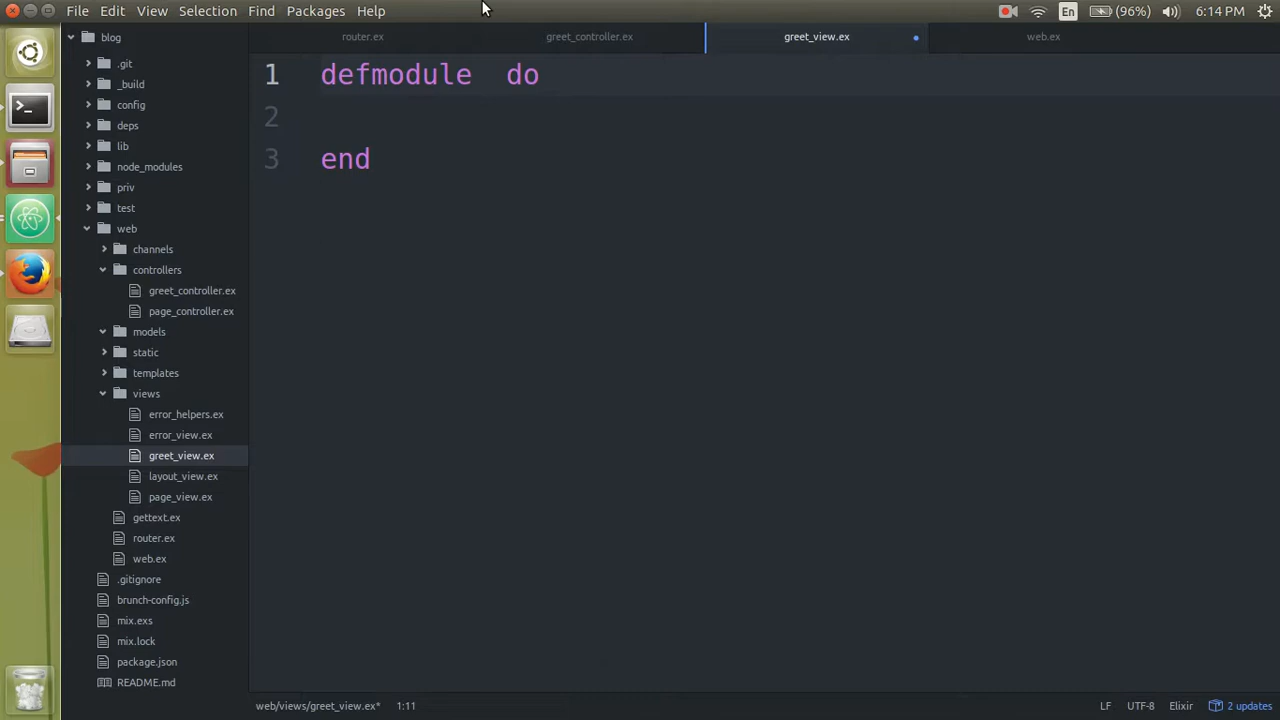 File Edit View Selection Find Packages Help
En (96%) 6:14 PM
blog
.git
_build
config
deps
lib
node_modules
priv
test
web
channels
controllers
greet_controller.ex
page_controller.ex
models
static
templates
views
error_helpers.ex
error_view.ex
greet_view.ex
layout_view.ex
page_view.ex
gettext.ex
router.ex
web.ex
.gitignore
brunch-config.js
mix.exs
mix.lock
package.json
README.md
router.ex greet_controller.ex greet_view.ex web.ex
1 defmodule  do
2
3 end
web/views/greet_view.ex* 1:11 LF UTF-8 Elixir 2 updates